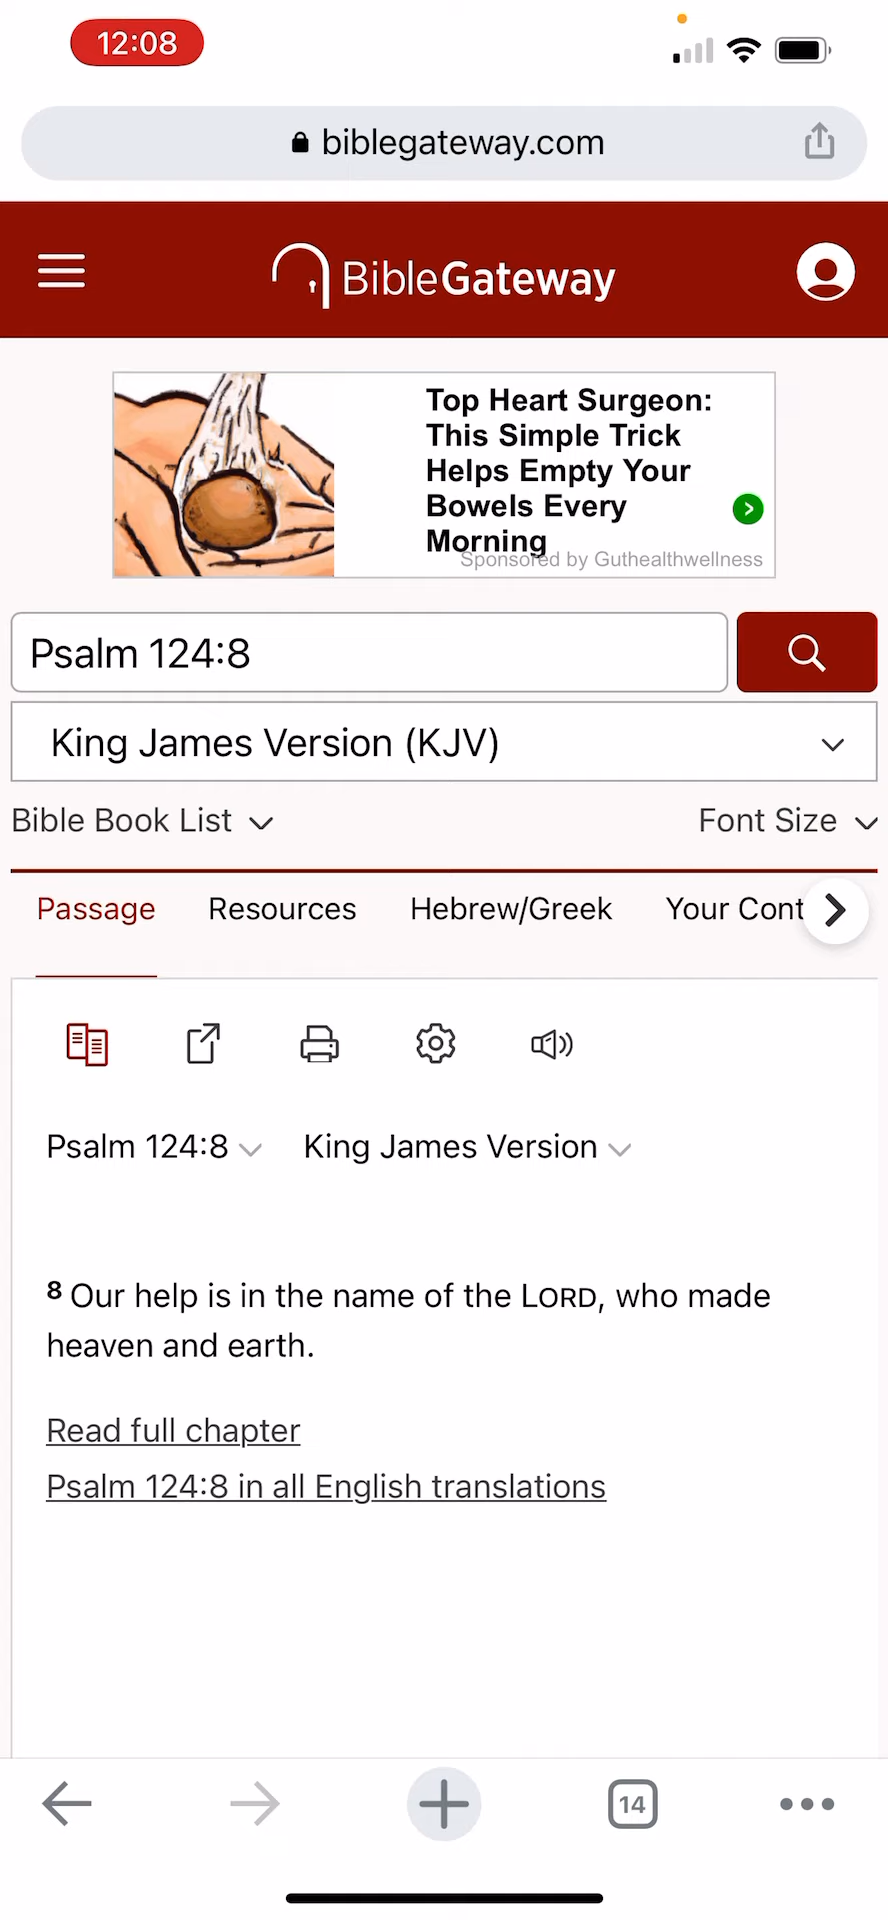 12:08
biblegateway.com
BibleGateway
Top Heart Surgeon:
This Simple Trick
Helps Empty Your
Bowels Every
Morning
Sponsored by Guthealthwellness
Psalm 124:8
King James Version (KJV)
Bible Book List
Font Size
Passage Resources Hebrew/Greek Your Cont
Psalm 124:8 King James Version
8 Our help is in the name of the LORD, who made
heaven and earth.
Read full chapter
Psalm 124:8 in all English translations
14